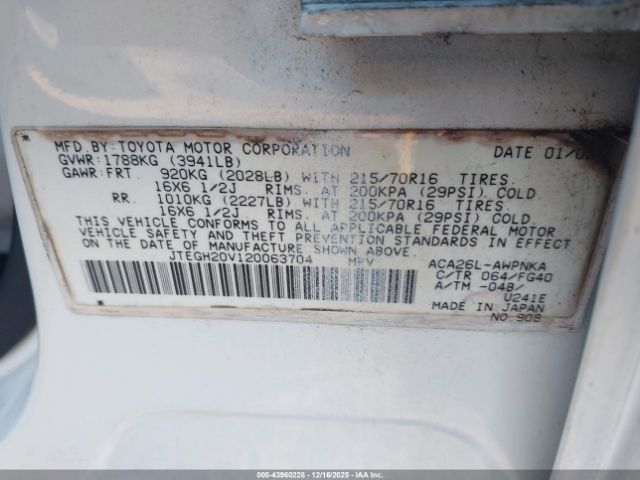 MFD.BY:TOYOTA MOTOR CORPORATION DATE 01/0
GVWR:1788KG (3941LB)
GAWR:FRT. 920KG (2028LB) WITH 215/70R16 TIRES.
16X6 1/2J RIMS. AT 200KPA (29PSI) COLD
RR. 1010KG (2227LB) WITH 215/70R16 TIRES.
16X6 1/2J RIMS. AT 200KPA (29PSI) COLD.
THIS VEHICLE CONFORMS TO ALL APPLICABLE FEDERAL MOTOR
VEHICLE SAFETY AND THEFT PREVENTION STANDARDS IN EFFECT
ON THE DATE OF MANUFACTURE SHOWN ABOVE.
JTEGH20V120063704 MPV ACA26L-AWPNKA
C/TR 064/FG40
A/TM -04B/
U241E
MADE IN JAPAN
NO 908
000-43960228 - 12/16/2025 - IAAI.COM